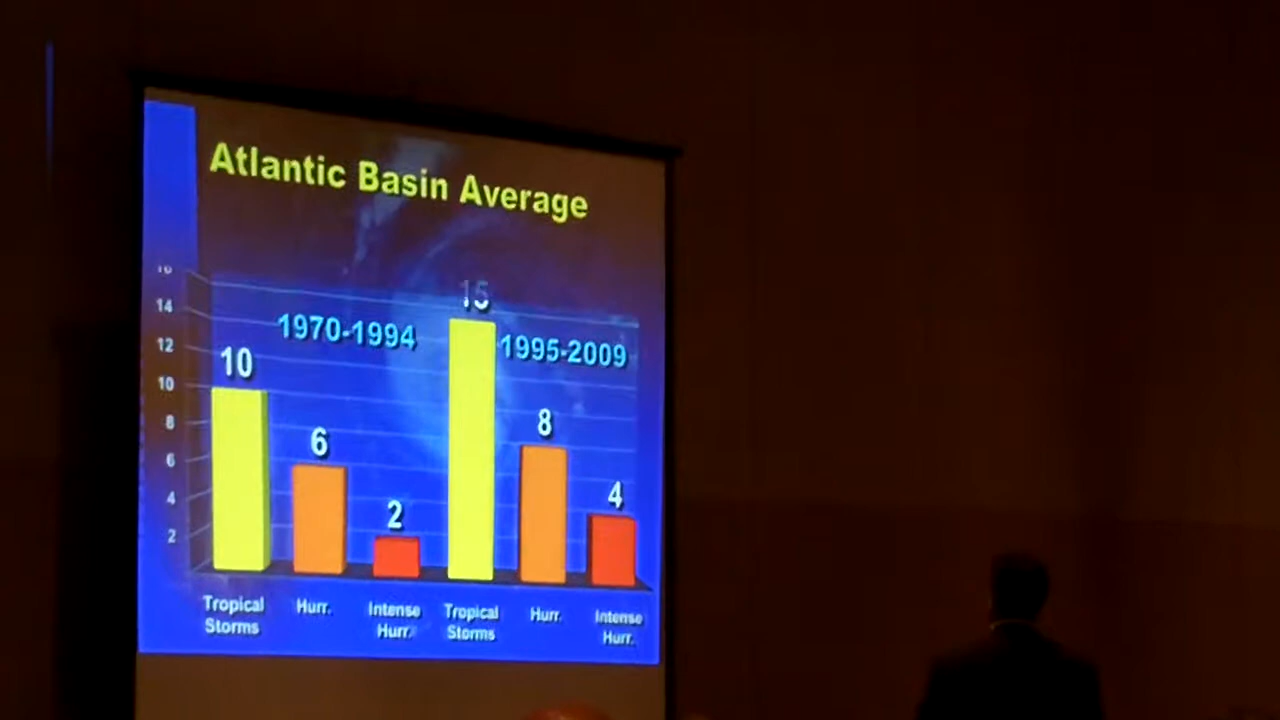 Atlantic Basin Average
16
14
12
10
8
6
4
2
1970-1994
1995-2009
10
6
2
15
8
4
Tropical
Storms
Hurr.
Intense
Hurr.
Tropical
Storms
Hurr.
Intense
Hurr.